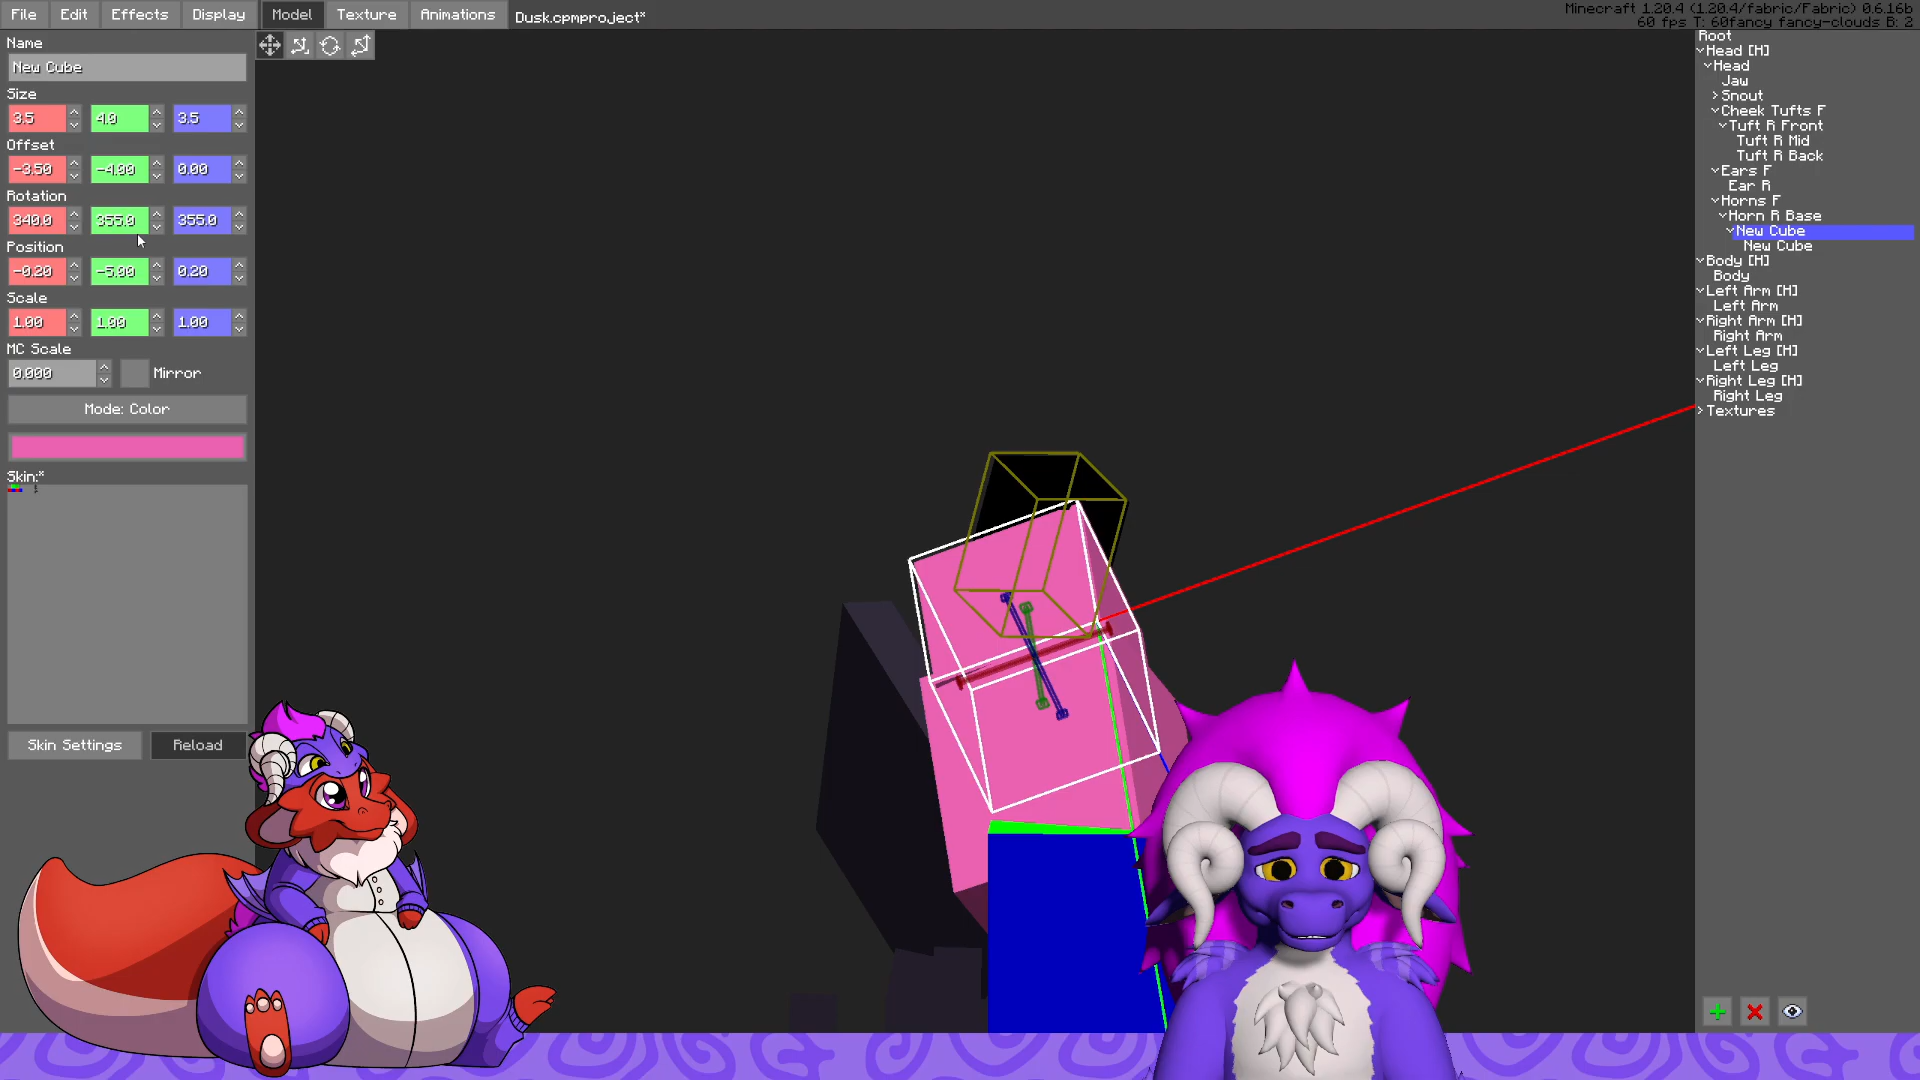 File Edit Effects Display Model Texture Animations Dusk.cpmproject*
Minecraft 1.20.4 (1.20.4/fabric/Fabric) 0.6.16b
60 fps T: 60fancy fancy-clouds B: 2
Name
New Cube
Size
3.5 4.0 3.5
Offset
-3.50 -4.00 0.00
Rotation
340.0 355.0 355.0
Position
-0.20 -5.00 0.20
Scale
1.00 1.00 1.00
MC Scale
0.000 Mirror
Mode: Color
Skin:*
Skin Settings Reload
Root
Head [H]
Head
Jaw
Snout
Cheek Tufts F
Tuft R Front
Tuft R Mid
Tuft R Back
Ears F
Ear R
Horns F
Horn R Base
New Cube
New Cube
Body [H]
Body
Left Arm [H]
Left Arm
Right Arm [H]
Right Arm
Left Leg [H]
Left Leg
Right Leg [H]
Right Leg
Textures